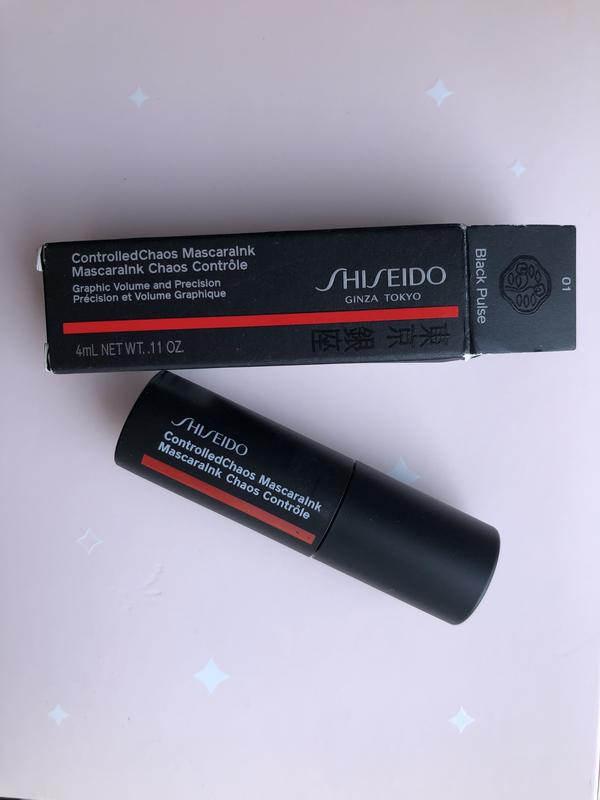 ControlledChaos MascaraInk
MascaraInk Chaos Contrôle
Graphic Volume and Precision
Précision et Volume Graphique
4mL NET WT. .11 OZ.
SHISEIDO
GINZA TOKYO
東京銀座
01
Black Pulse
SHISEIDO
ControlledChaos MascaraInk
MascaraInk Chaos Contrôle